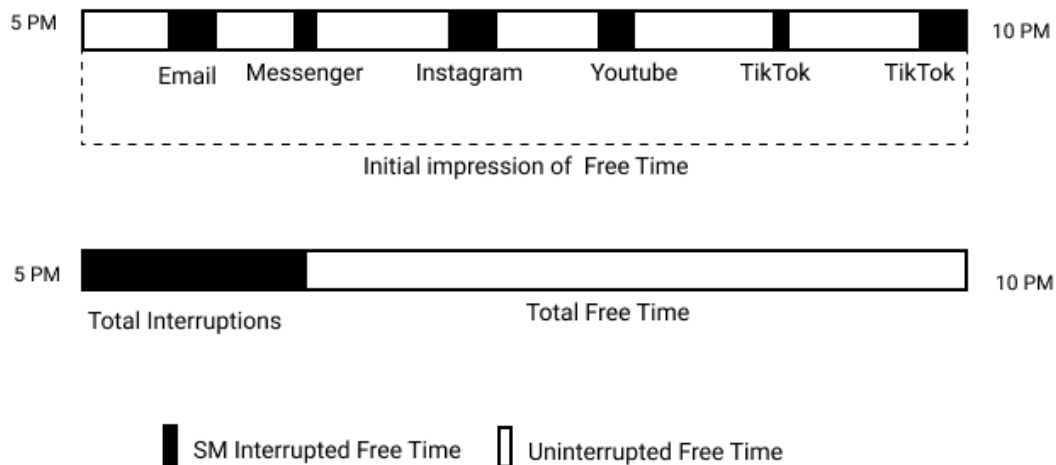 5 PM
10 PM
Email
Messenger
Instagram
Youtube
TikTok
TikTok
Initial impression of Free Time
5 PM
10 PM
Total Interruptions
Total Free Time
SM Interrupted Free Time
Uninterrupted Free Time